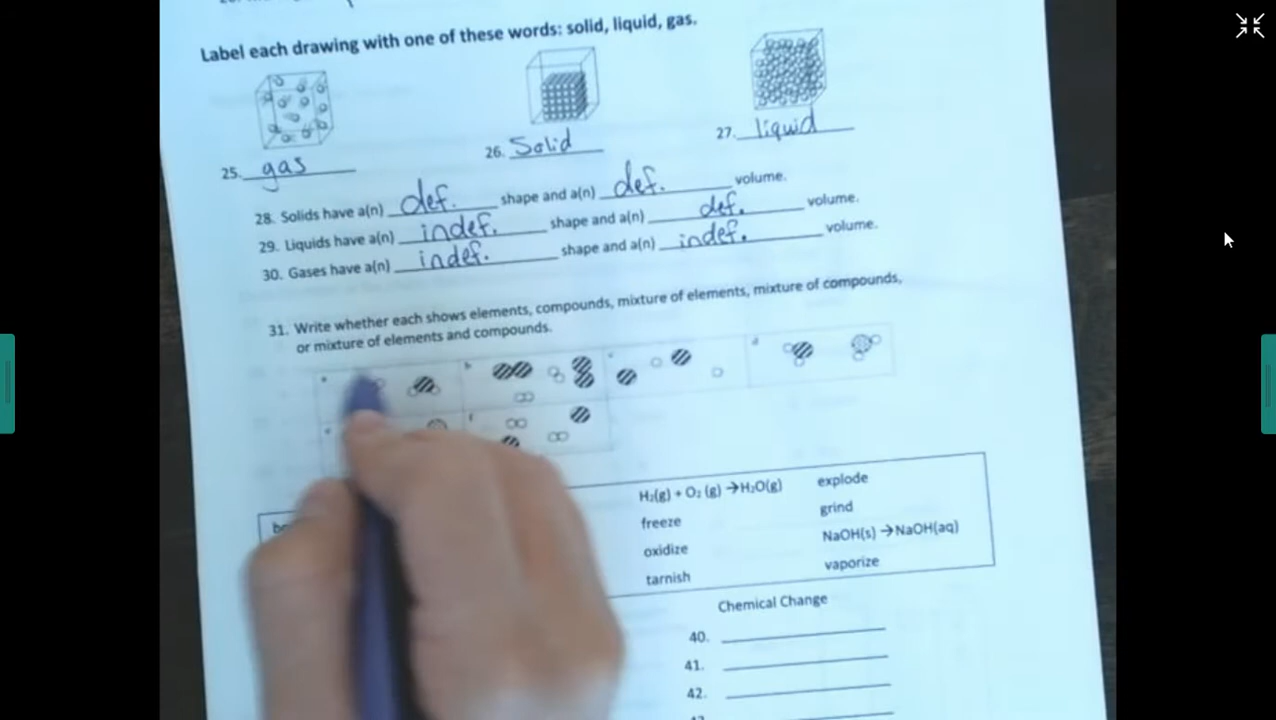 Label each drawing with one of these words: solid, liquid, gas.
25. gas
26. Solid
27. liquid
28. Solids have a(n) def. shape and a(n) def. volume.
29. Liquids have a(n) indef. shape and a(n) def. volume.
30. Gases have a(n) indef. shape and a(n) indef. volume.
31. Write whether each shows elements, compounds, mixture of elements, mixture of compounds,
or mixture of elements and compounds.
H₂(g) + O₂ (g) →H₂O(g)
explode
freeze
grind
oxidize
NaOH(s) →NaOH(aq)
tarnish
vaporize
Chemical Change
40.
41.
42.